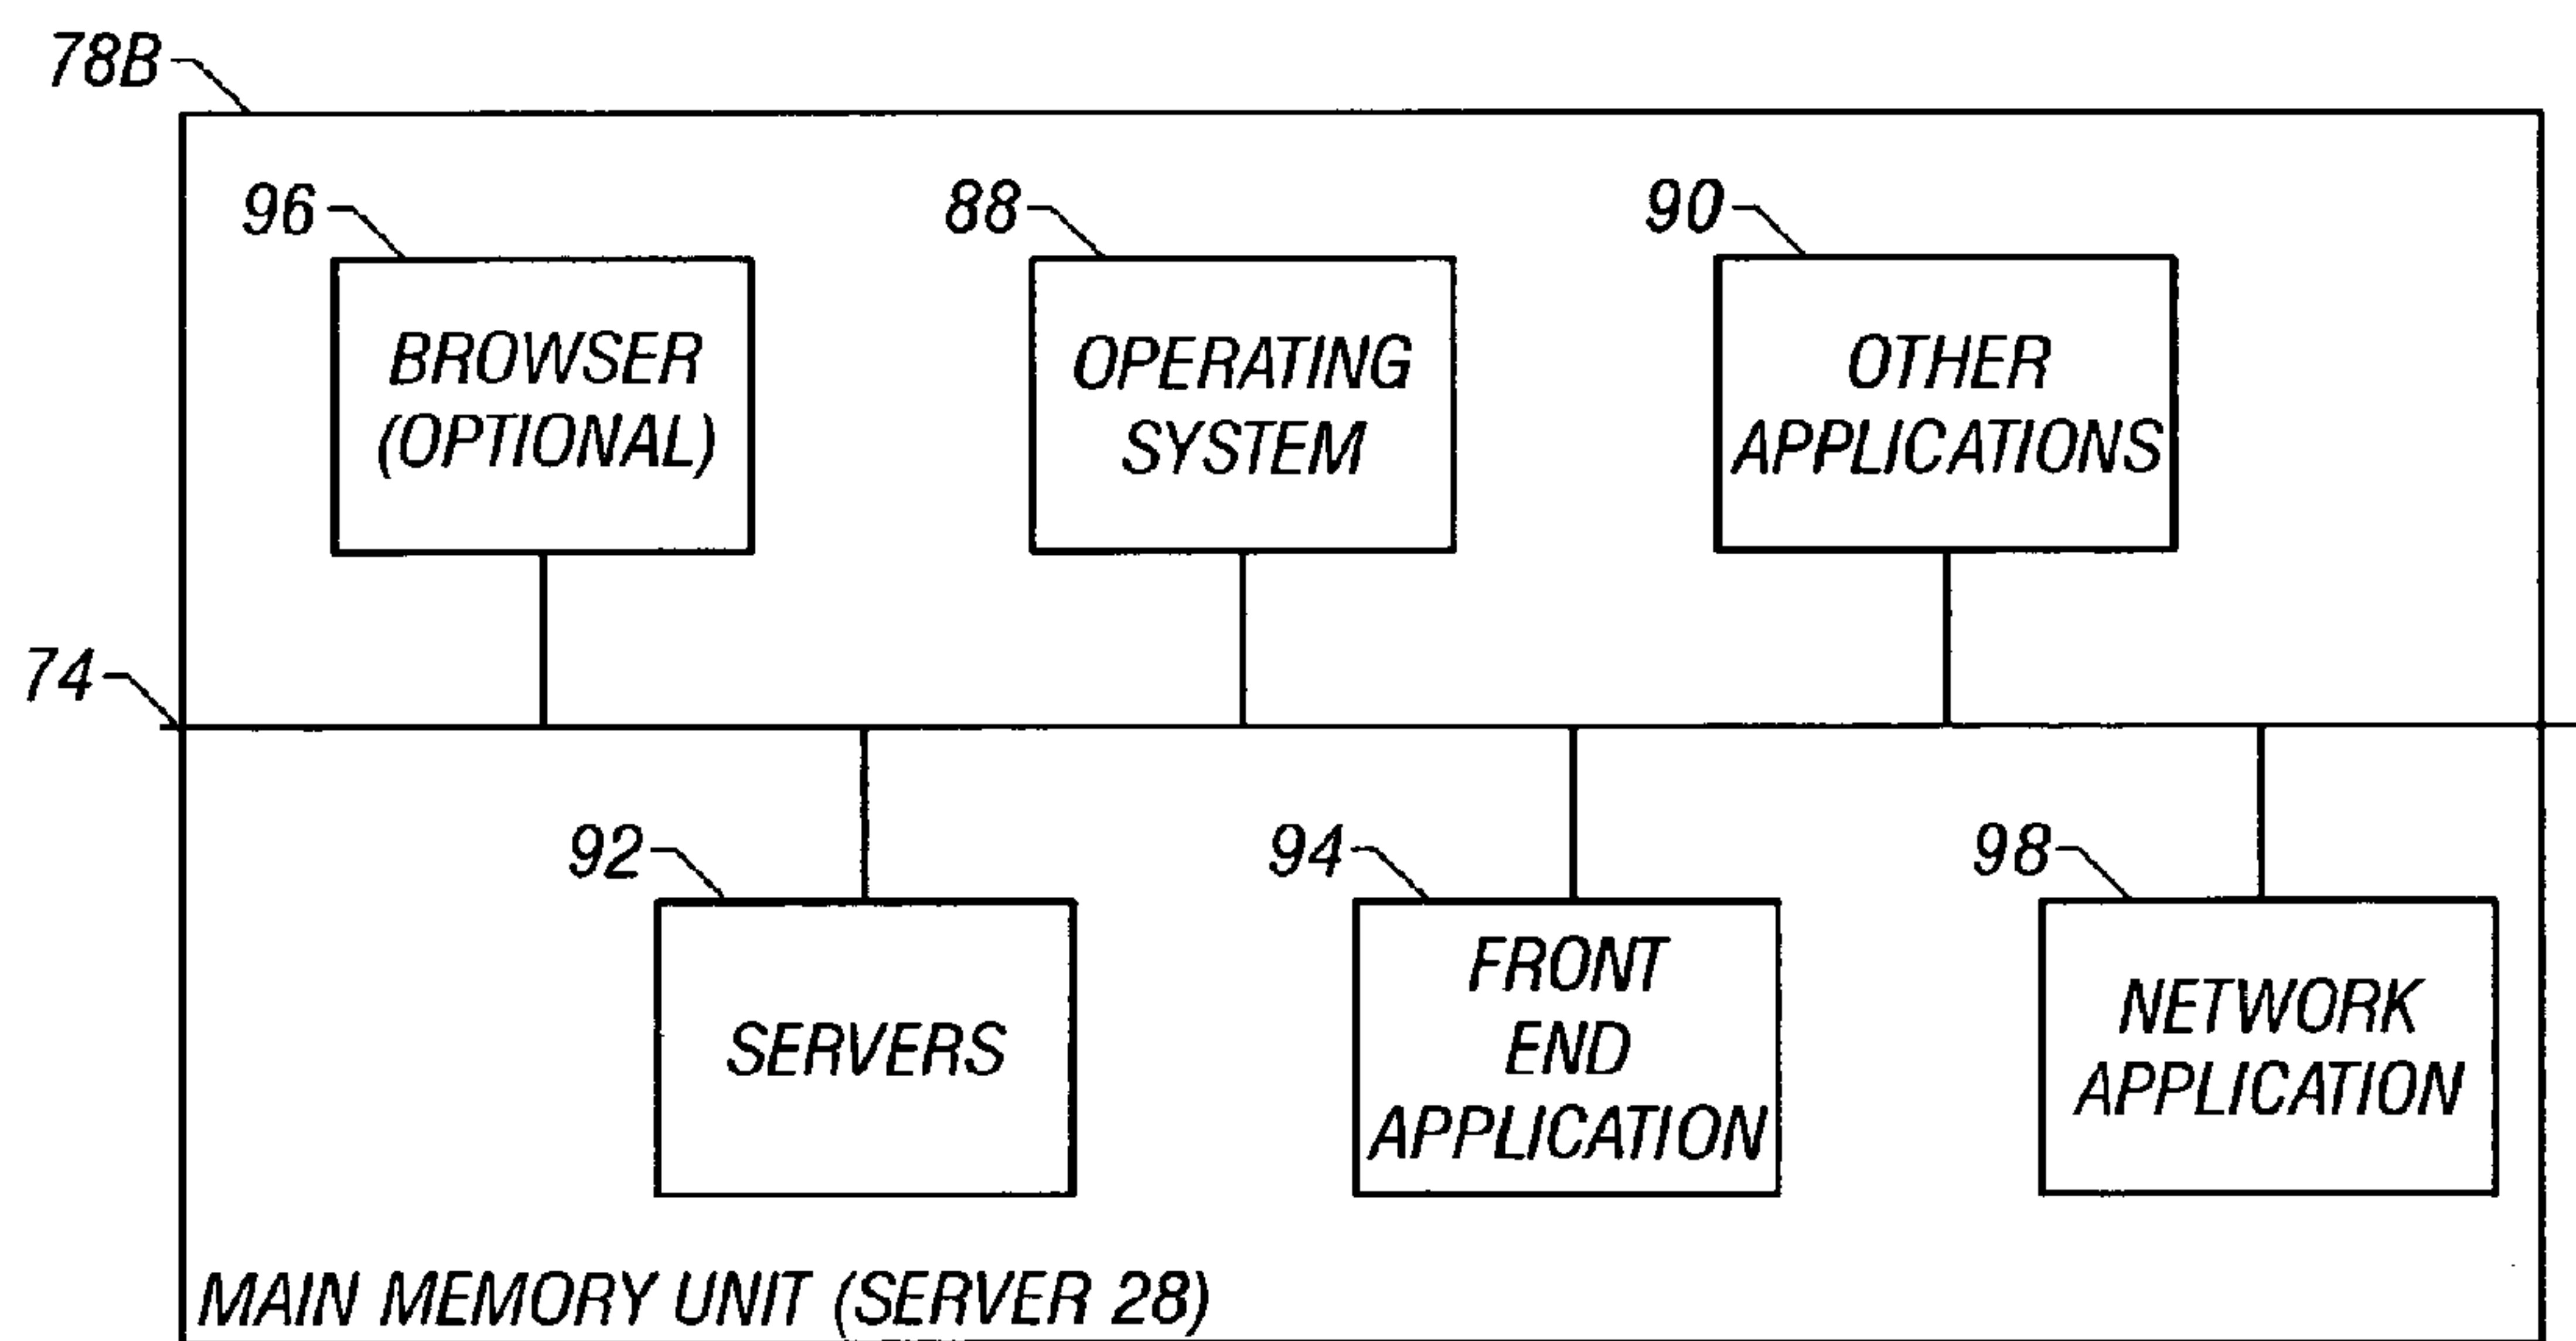 78B
96
88
90
BROWSER
(OPTIONAL)
OPERATING
SYSTEM
OTHER
APPLICATIONS
74
92
94
98
SERVERS
FRONT
END
APPLICATION
NETWORK
APPLICATION
MAIN MEMORY UNIT (SERVER 28)